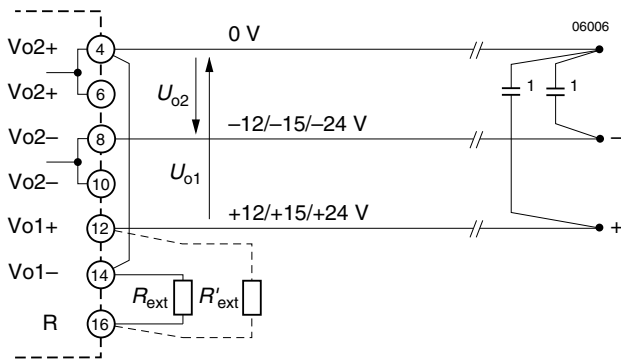 06006
Vo2+
4
0 V
Vo2+
6
Uo2
1
1
Vo2–
8
–12/–15/–24 V
–
Vo2–
10
Uo1
Vo1+
12
+12/+15/+24 V
+
Vo1–
14
Rext
R'ext
R
16